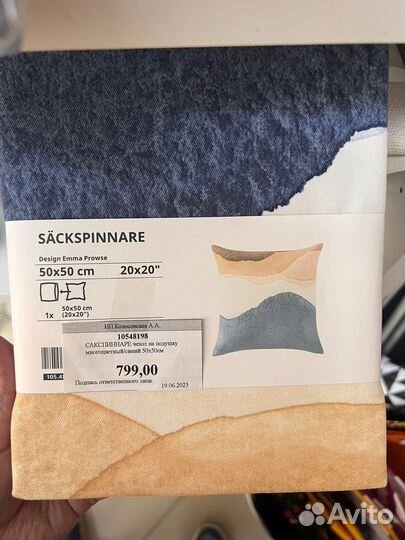 SÄCKSPINNARE
Design Emma Prowse
50x50 cm 20x20"
50x50 cm
(20x20")
1x
ИП Колосовская А.А.
10548198
САКСПИННАРЕ чехол на подушку
многоцветный/синий 50x50см
799,00
Подпись ответственного лица:
19.06.2023
Avito